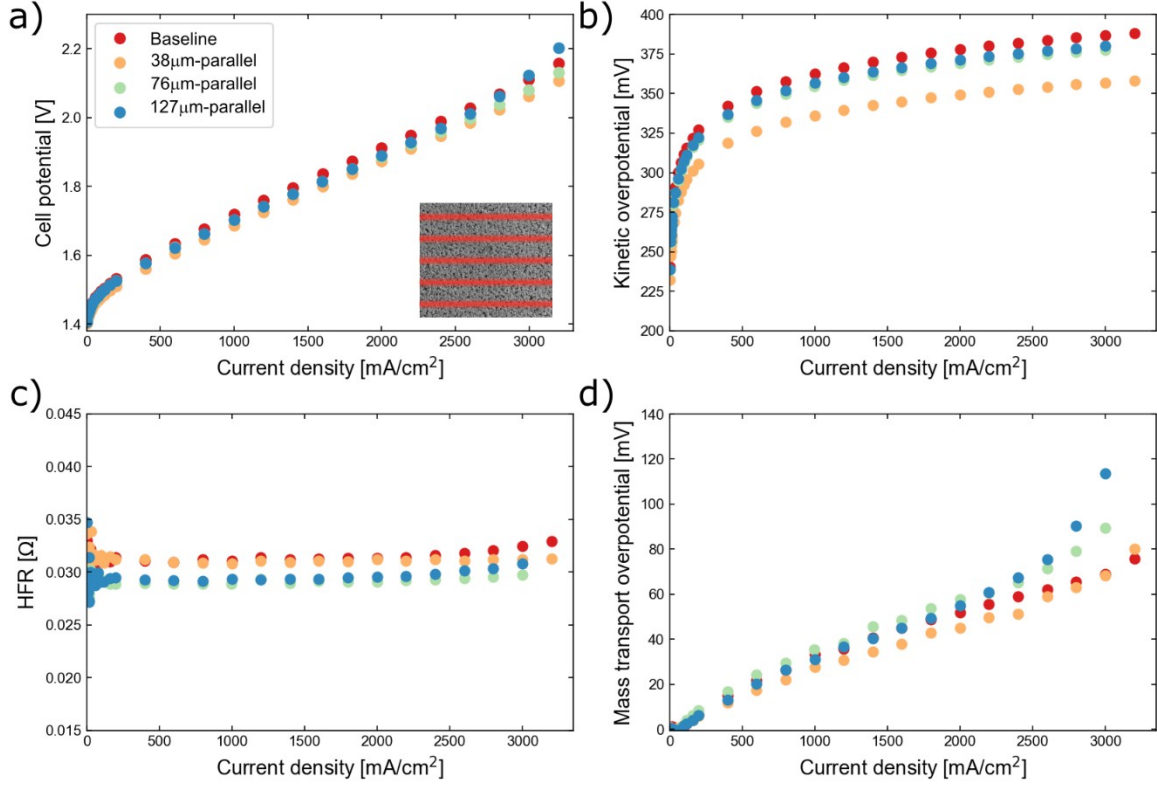 a)
Baseline
38μm-parallel
76μm-parallel
127μm-parallel
2.2
2.0
1.8
1.6
1.4
Cell potential [V]
0 500 1000 1500 2000 2500 3000
Current density [mA/cm²]
b)
400
375
350
325
300
275
250
225
200
Kinetic overpotential [mV]
0 500 1000 1500 2000 2500 3000
Current density [mA/cm²]
c)
0.045
0.040
0.035
0.030
0.025
0.020
0.015
HFR [Ω]
0 500 1000 1500 2000 2500 3000
Current density [mA/cm²]
d)
140
120
100
80
60
40
20
0
Mass transport overpotential [mV]
0 500 1000 1500 2000 2500 3000
Current density [mA/cm²]